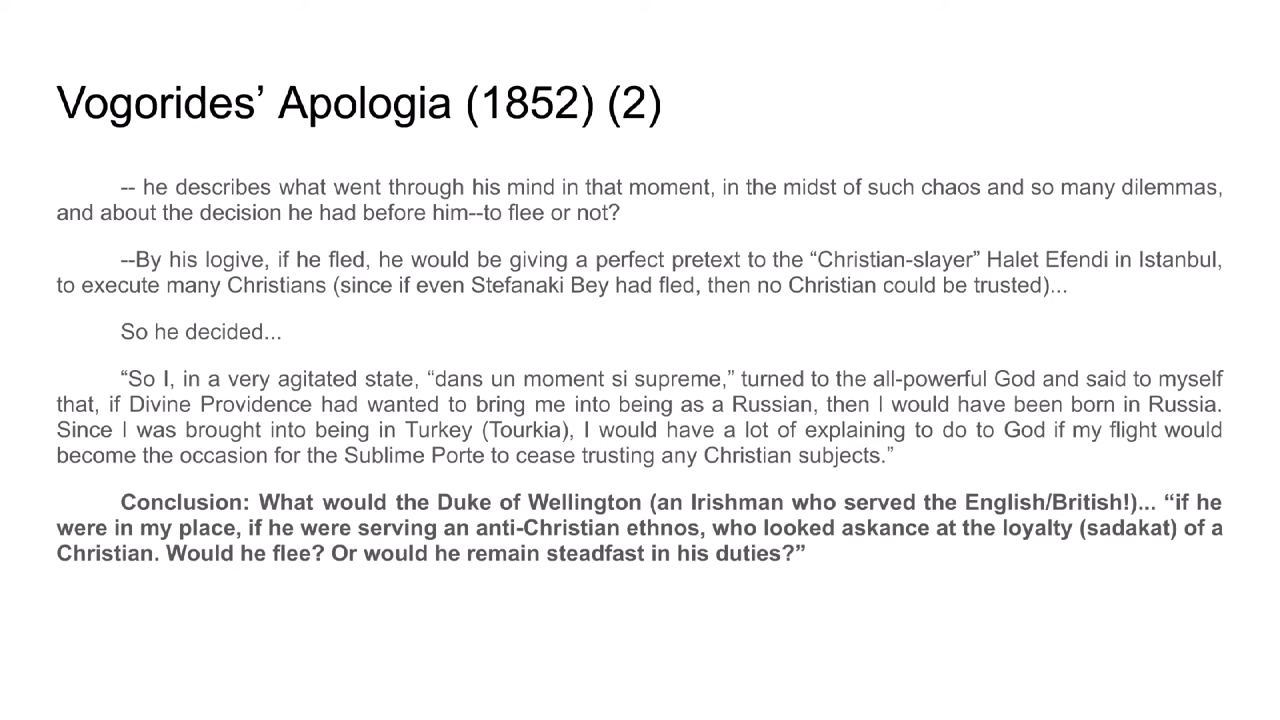 Vogorides’ Apologia (1852) (2)
-- he describes what went through his mind in that moment, in the midst of such chaos and so many dilemmas,
and about the decision he had before him--to flee or not?
--By his logive, if he fled, he would be giving a perfect pretext to the “Christian-slayer” Halet Efendi in Istanbul,
to execute many Christians (since if even Stefanaki Bey had fled, then no Christian could be trusted)...
So he decided...
“So I, in a very agitated state, “dans un moment si supreme,” turned to the all-powerful God and said to myself
that, if Divine Providence had wanted to bring me into being as a Russian, then I would have been born in Russia.
Since I was brought into being in Turkey (Tourkia), I would have a lot of explaining to do to God if my flight would
become the occasion for the Sublime Porte to cease trusting any Christian subjects.”
Conclusion: What would the Duke of Wellington (an Irishman who served the English/British!)... “if he
were in my place, if he were serving an anti-Christian ethnos, who looked askance at the loyalty (sadakat) of a
Christian. Would he flee? Or would he remain steadfast in his duties?”